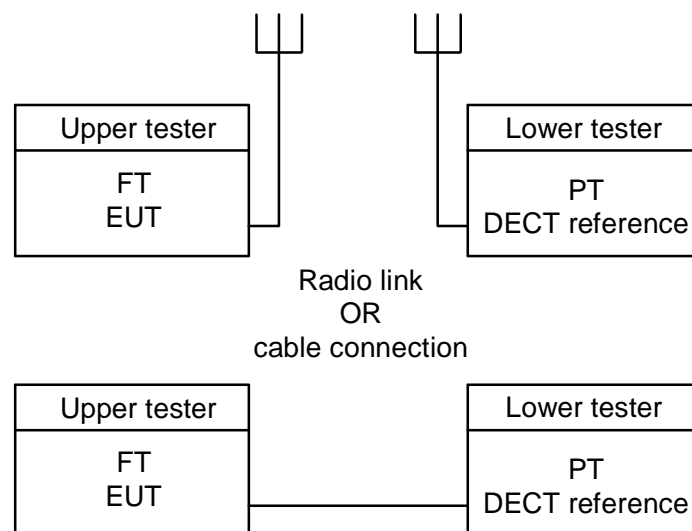 Upper tester
FT
EUT
Lower tester
PT
DECT reference
Radio link
OR
cable connection
Upper tester
FT
EUT
Lower tester
PT
DECT reference